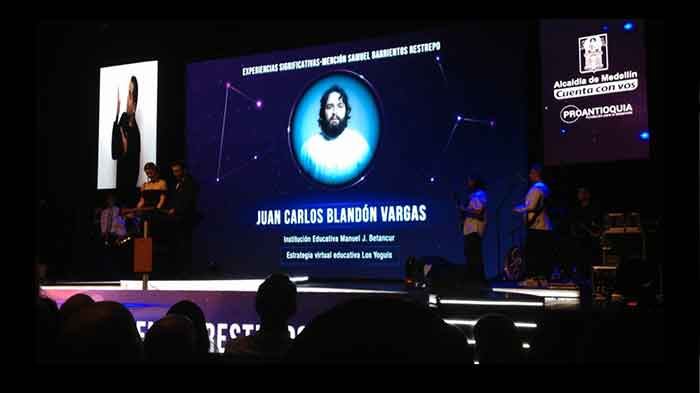 EXPERIENCIAS SIGNIFICATIVAS-MENCIÓN SAMUEL BARRIENTOS RESTREPO
JUAN CARLOS BLANDÓN VARGAS
Institución Educativa Manuel J. Betancur
Estrategia virtual educativa Los Yoguis
Alcaldía de Medellín
Cuenta con vos
PROANTIOQUIA
RESTR